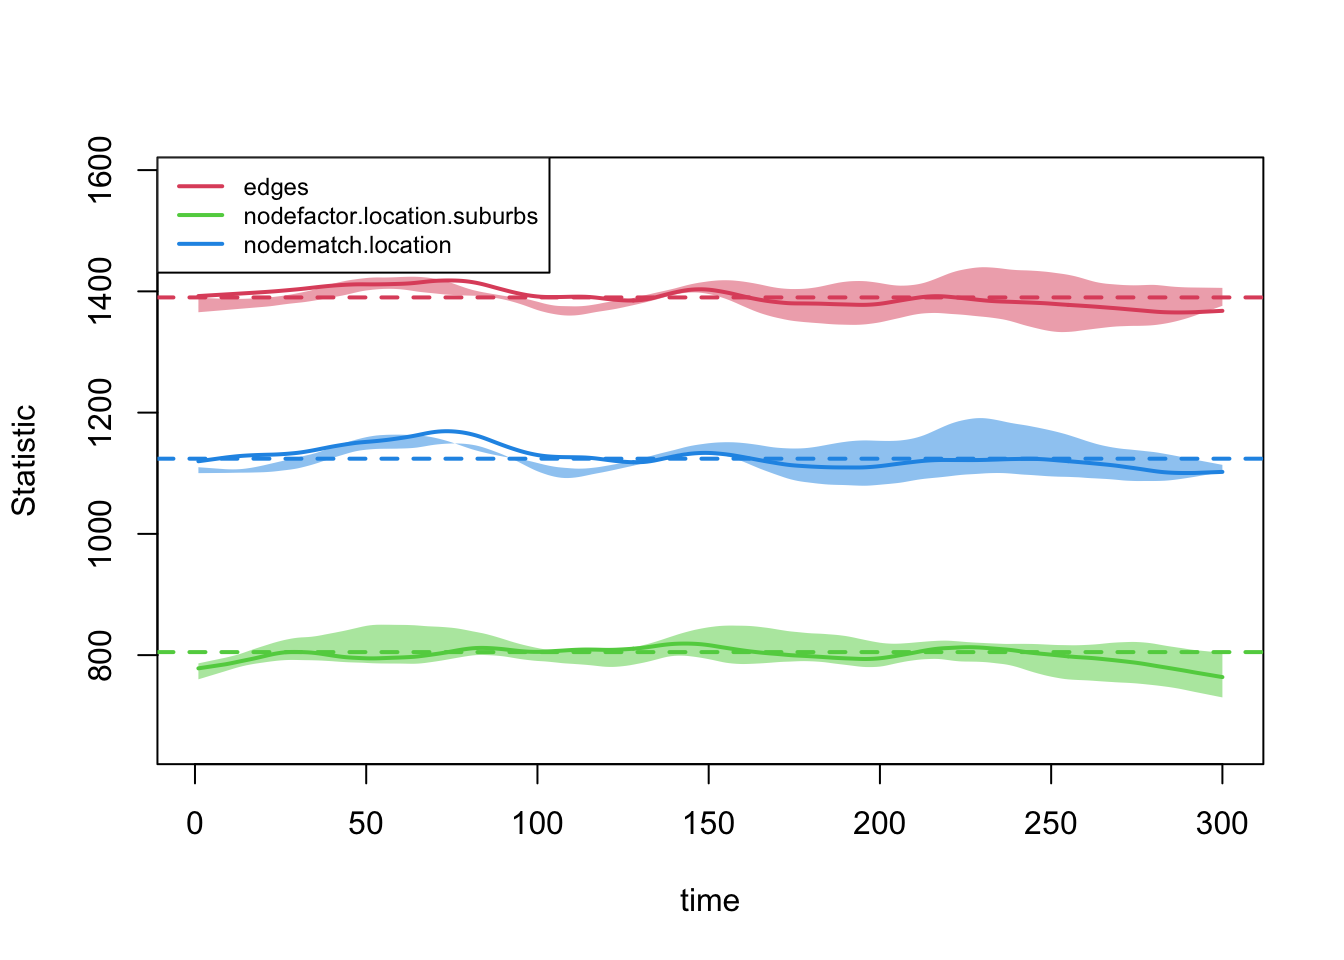 1600
1400
1200
1000
800
Statistic
edges
nodefactor.location.suburbs
nodematch.location
0 50 100 150 200 250 300
time